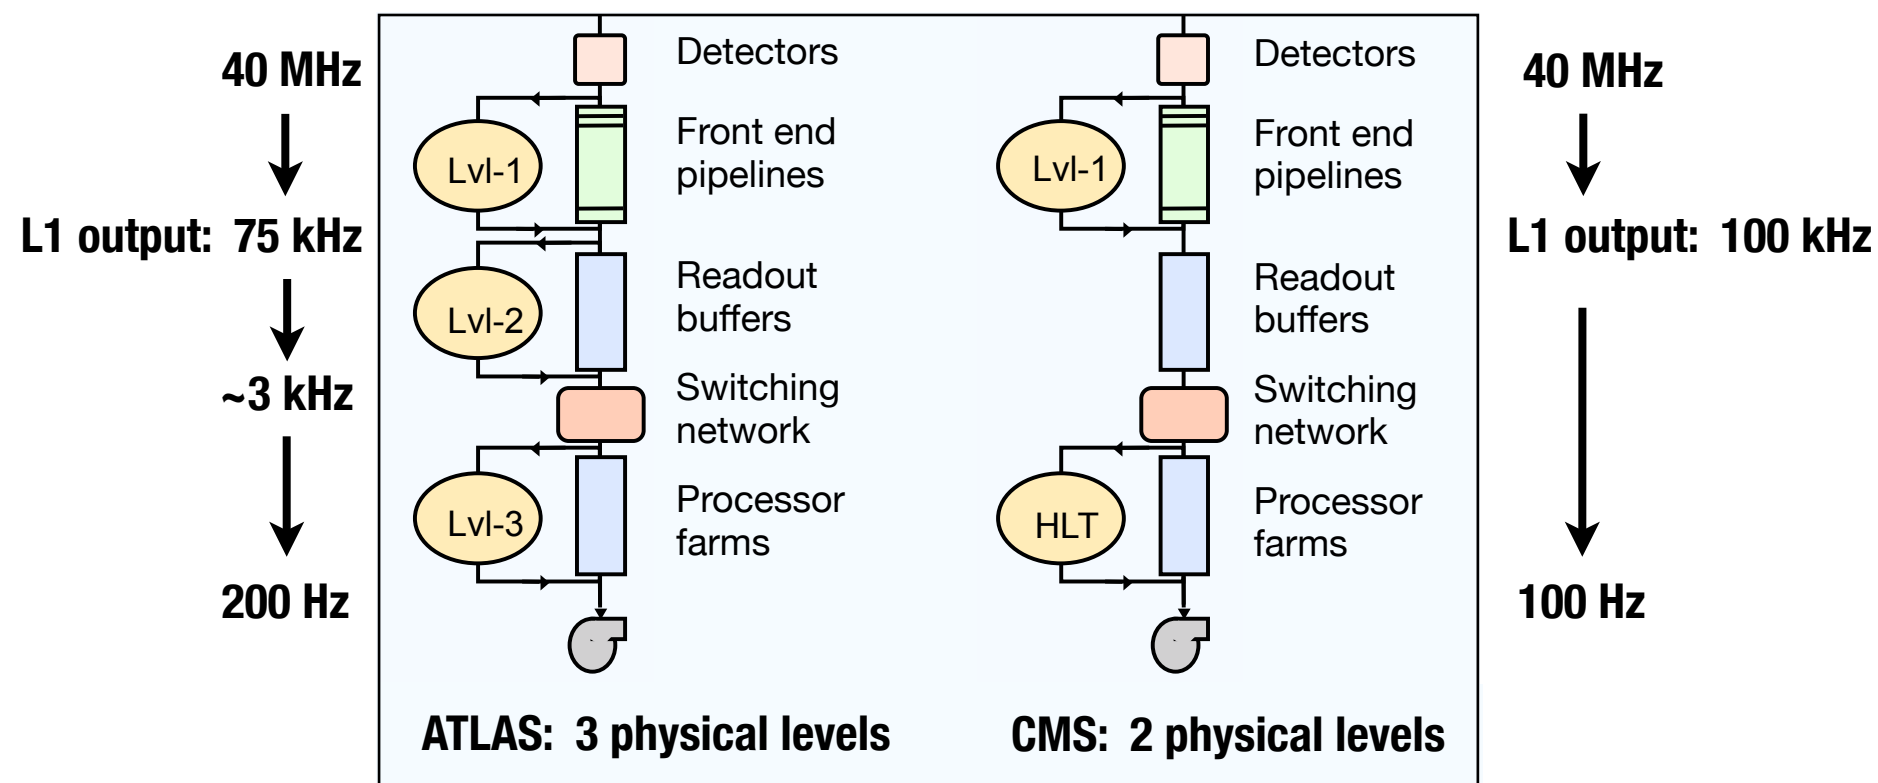 40 MHz
L1 output: 75 kHz
~3 kHz
200 Hz
Detectors
Front end
pipelines
Readout
buffers
Switching
network
Processor
farms
Lvl-1
Lvl-2
Lvl-3
ATLAS: 3 physical levels
Detectors
Front end
pipelines
Readout
buffers
Switching
network
Processor
farms
Lvl-1
HLT
CMS: 2 physical levels
40 MHz
L1 output: 100 kHz
100 Hz